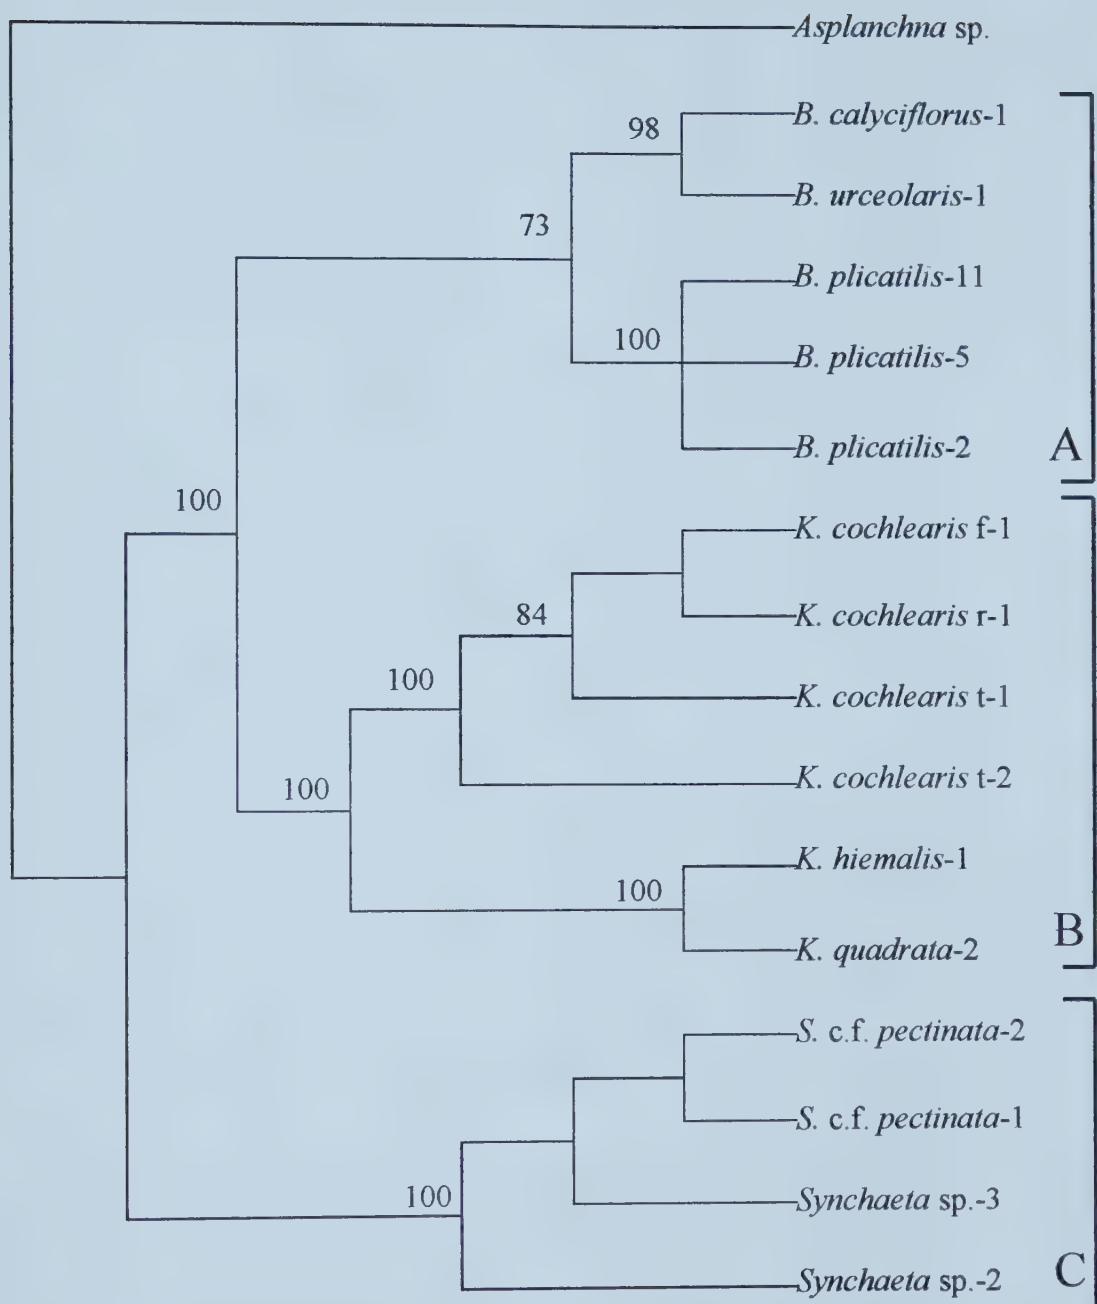 Asplanchna sp.
B. calyciflorus-1
98
B. urceolaris-1
73
B. plicatilis-11
100
B. plicatilis-5
B. plicatilis-2
A
100
K. cochlearis f-1
K. cochlearis r-1
84
K. cochlearis t-1
100
K. cochlearis t-2
100
K. hiemalis-1
100
K. quadrata-2
B
S. c.f. pectinata-2
S. c.f. pectinata-1
100
Synchaeta sp.-3
Synchaeta sp.-2
C